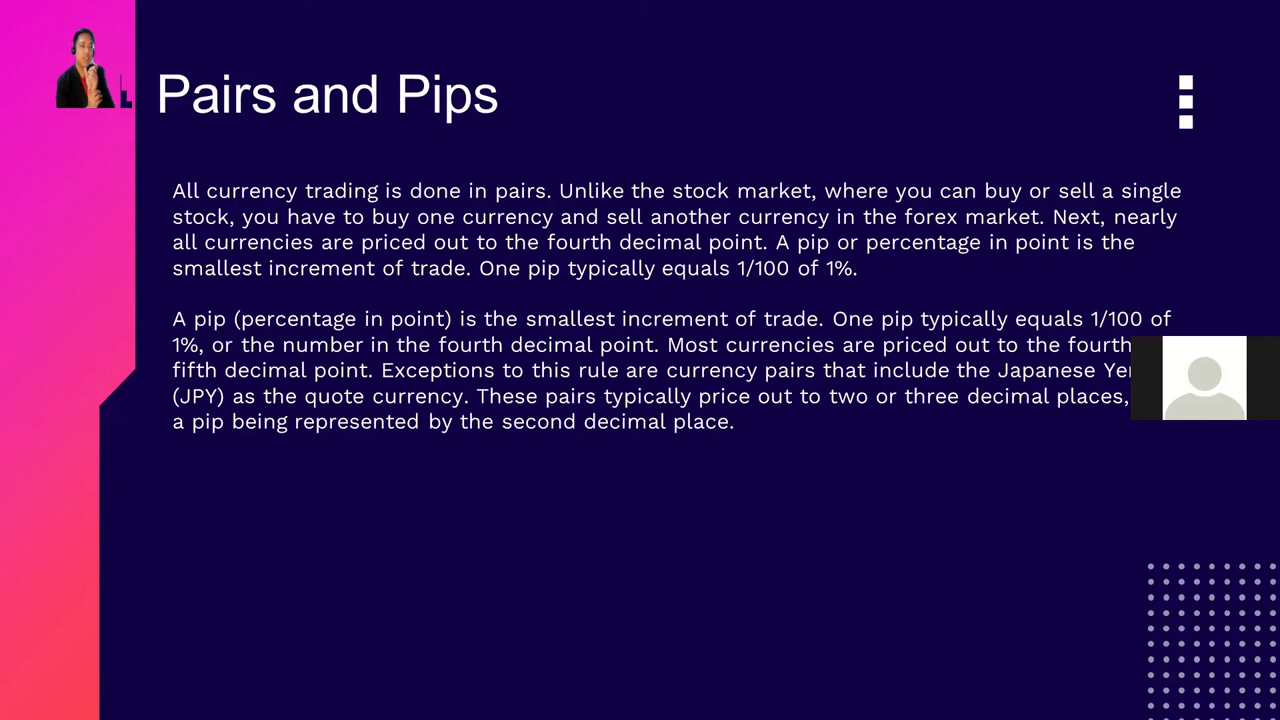 Pairs and Pips
All currency trading is done in pairs. Unlike the stock market, where you can buy or sell a single
stock, you have to buy one currency and sell another currency in the forex market. Next, nearly
all currencies are priced out to the fourth decimal point. A pip or percentage in point is the
smallest increment of trade. One pip typically equals 1/100 of 1%.
A pip (percentage in point) is the smallest increment of trade. One pip typically equals 1/100 of
1%, or the number in the fourth decimal point. Most currencies are priced out to the fourth
fifth decimal point. Exceptions to this rule are currency pairs that include the Japanese
(JPY) as the quote currency. These pairs typically price out to two or three decimal places,
a pip being represented by the second decimal place.